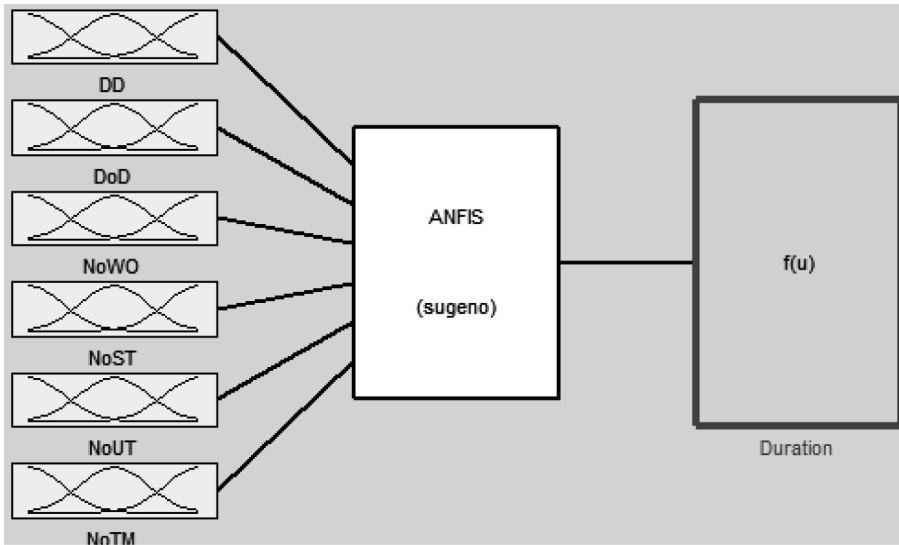 DD
DoD
NoWO
NoST
NoUT
NoTM
ANFIS
(sugeno)
f(u)
Duration